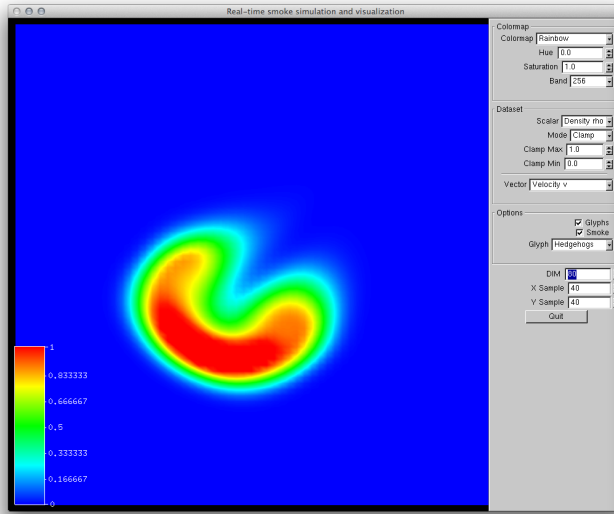 Real-time smoke simulation and visualization
Colormap
Colormap Rainbow
Hue 0.0
Saturation 1.0
Band 256
Dataset
Scalar Density rho
Mode Clamp
Clamp Max 1.0
Clamp Min 0.0
Vector Velocity v
Options
Glyphs
Smoke
Glyph Hedgehogs
DIM
X Sample 40
Y Sample 40
Quit
1
0.833333
0.666667
0.5
0.333333
0.166667
0